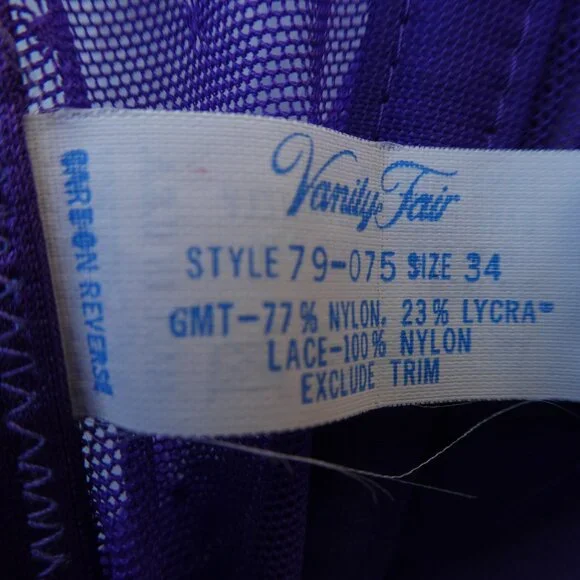 Vanity Fair
STYLE 79-075 SIZE 34
GMT-77% NYLON, 23% LYCRA®
LACE-100% NYLON
EXCLUDE TRIM
CARE ON REVERSE